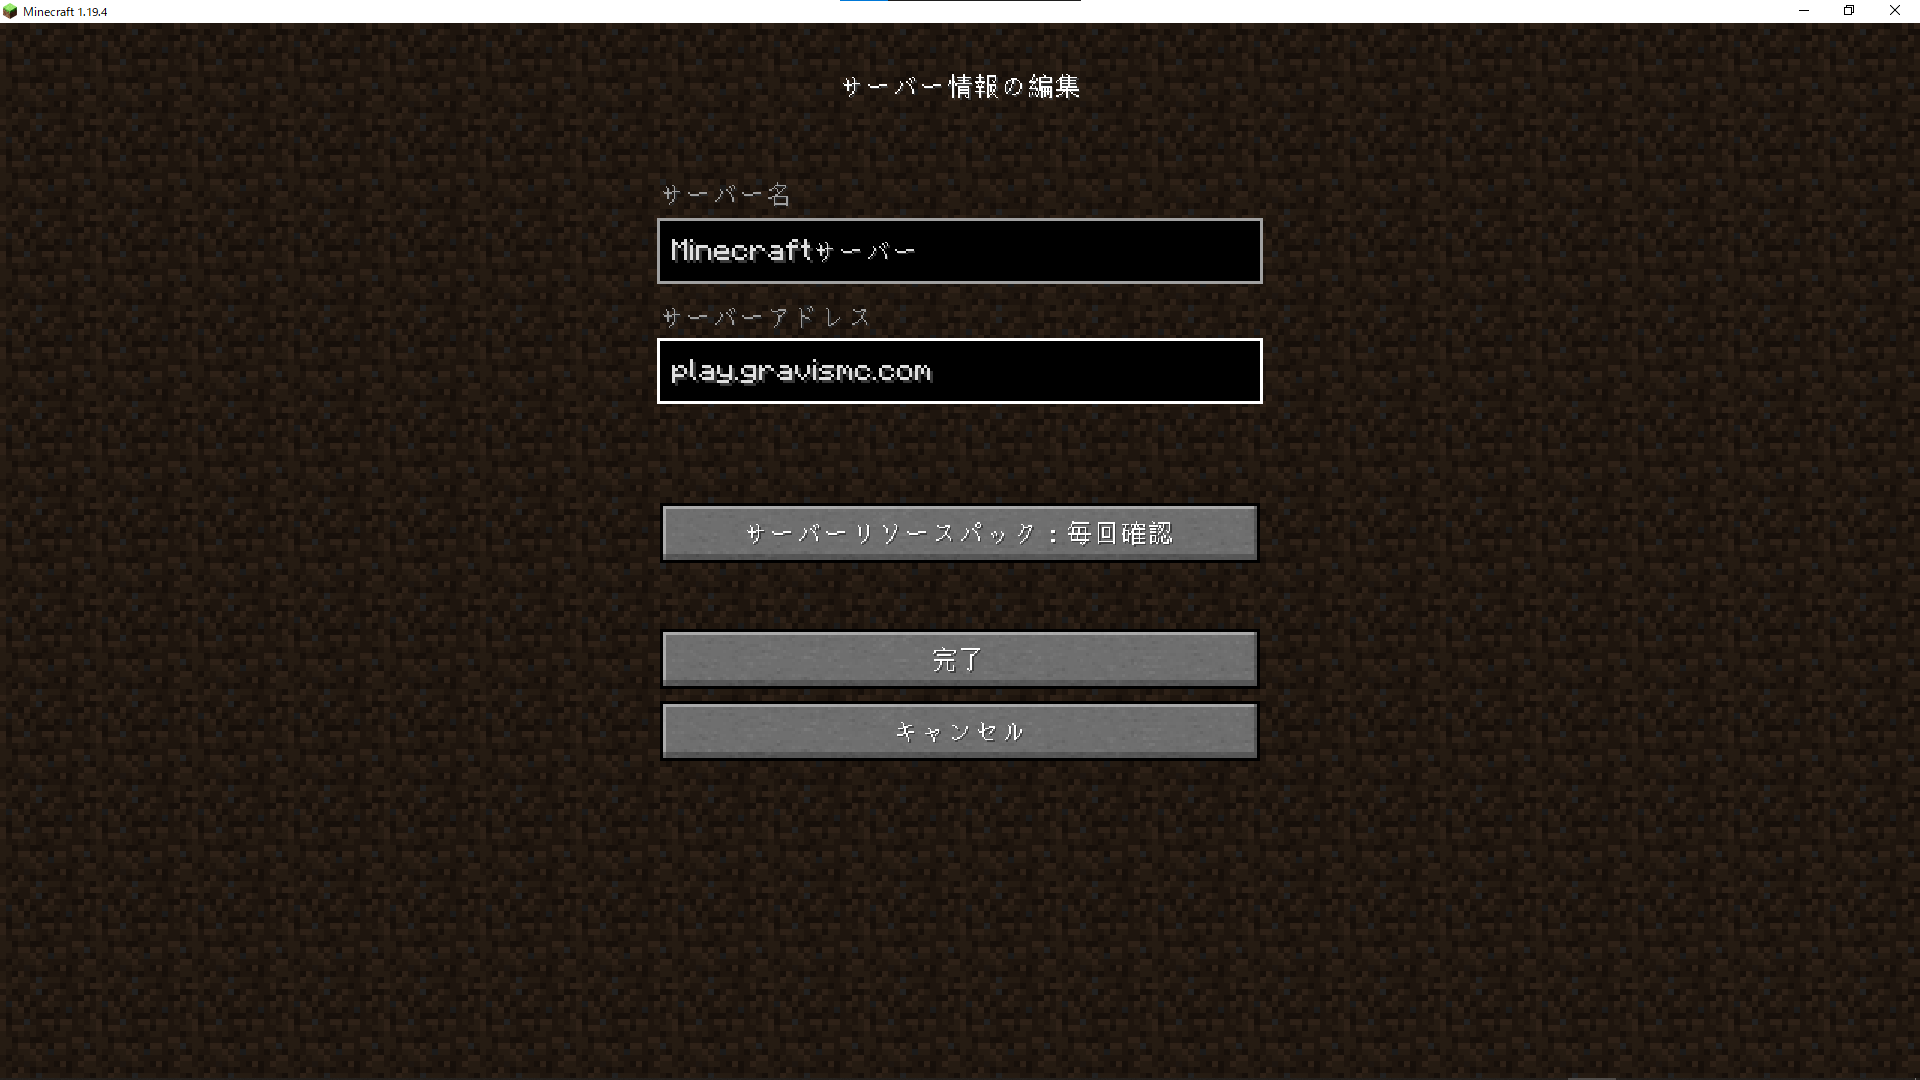 Minecraft 1.19.4
サーバー情報の編集
サーバー名
Minecraftサーバー
サーバーアドレス
play.gravismc.com
サーバーリソースパック：毎回確認
完了
キャンセル